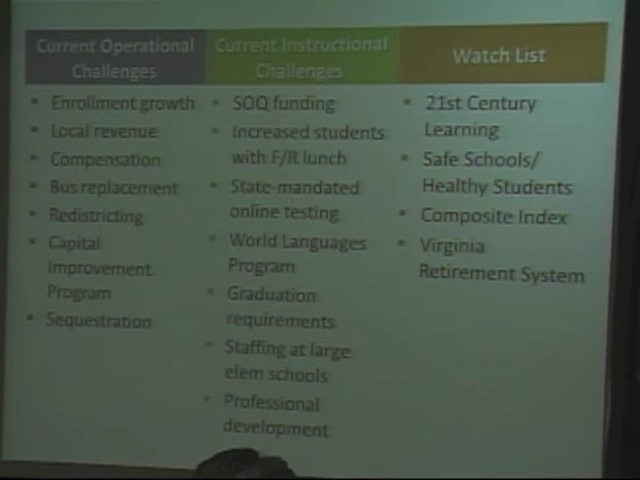 Current Operational
Challenges
Enrollment growth
Local revenue
Compensation
Bus replacement
Redistricting
Capital
Improvement
Program
Sequestration
Current Instructional
Challenges
SOQ funding
Increased students
with F/R lunch
State-mandated
online testing
World Languages
Program
Graduation
requirements
Staffing at large
elem schools
Professional
development
Watch List
21st Century
Learning
Safe Schools/
Healthy Students
Composite Index
Virginia
Retirement System